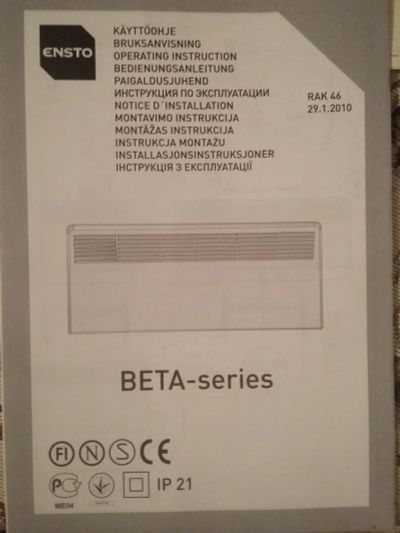 ENSTO
KÄYTTÖOHJE
BRUKSANVISNING
OPERATING INSTRUCTION
BEDIENUNGSANLEITUNG
PAIGALDUSJUHEND
ИНСТРУКЦИЯ ПО ЭКСПЛУАТАЦИИ
NOTICE D´INSTALLATION
MONTAVIMO INSTRUKCIJA
MONTĀŽAS INSTRUKCIJA
INSTRUKCJA MONTAŻU
INSTALLASJONSINSTRUKSJONER
ІНСТРУКЦІЯ З ЕКСПЛУАТАЦІЇ
RAK 46
29.1.2010
BETA-series
FI N S CE
PC IP 21
ME04